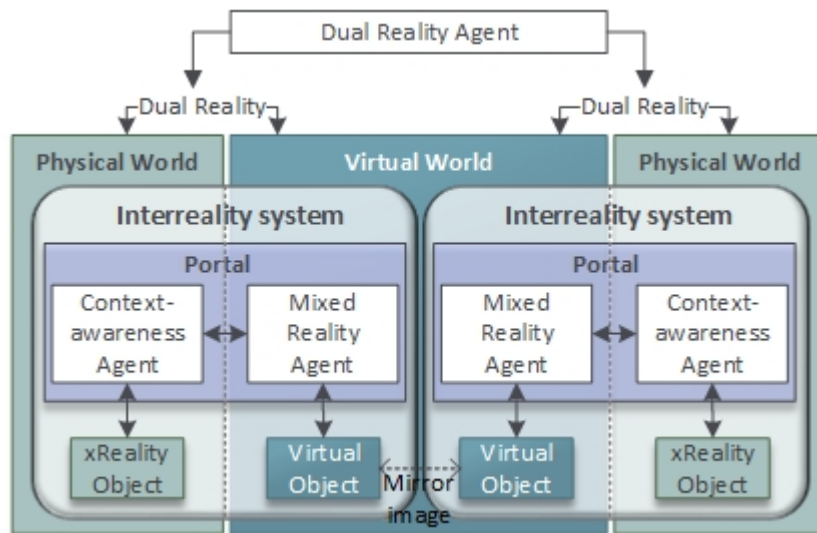 Dual Reality Agent
Dual Reality
Dual Reality
Physical World
Virtual World
Physical World
Interreality system
Interreality system
Portal
Portal
Context-
awareness
Agent
Mixed
Reality
Agent
Mixed
Reality
Agent
Context-
awareness
Agent
xReality
Object
Virtual
Object
Mirror
image
Virtual
Object
xReality
Object